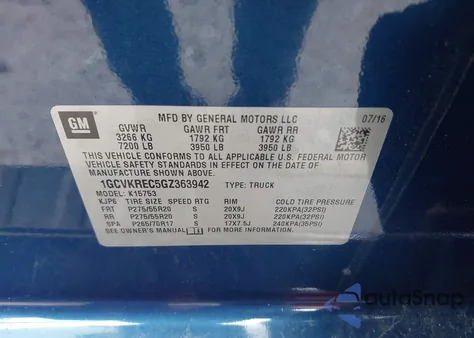 MFD BY GENERAL MOTORS LLC 07/16
GM
GVWR GAWR FRT GAWR RR
3266 KG 1792 KG 1792 KG
7200 LB 3950 LB 3950 LB
THIS VEHICLE CONFORMS TO ALL APPLICABLE U.S. FEDERAL MOTOR
VEHICLE SAFETY STANDARDS IN EFFECT ON THE DATE OF
MANUFACTURE SHOWN ABOVE.
1GCVKREC5GZ363942 TYPE: TRUCK
MODEL: K15753
KJP6 TIRE SIZE SPEED RTG RIM COLD TIRE PRESSURE
FRT P275/55R20 S 20X9J 220KPA(32PSI)
RR P275/55R20 S 20X9J 220KPA(32PSI)
SPA P265/70R17 S 17X7.5J 240KPA(35PSI)
SEE OWNER'S MANUAL FOR ADDITIONAL INFORMATION.
AutoSnap